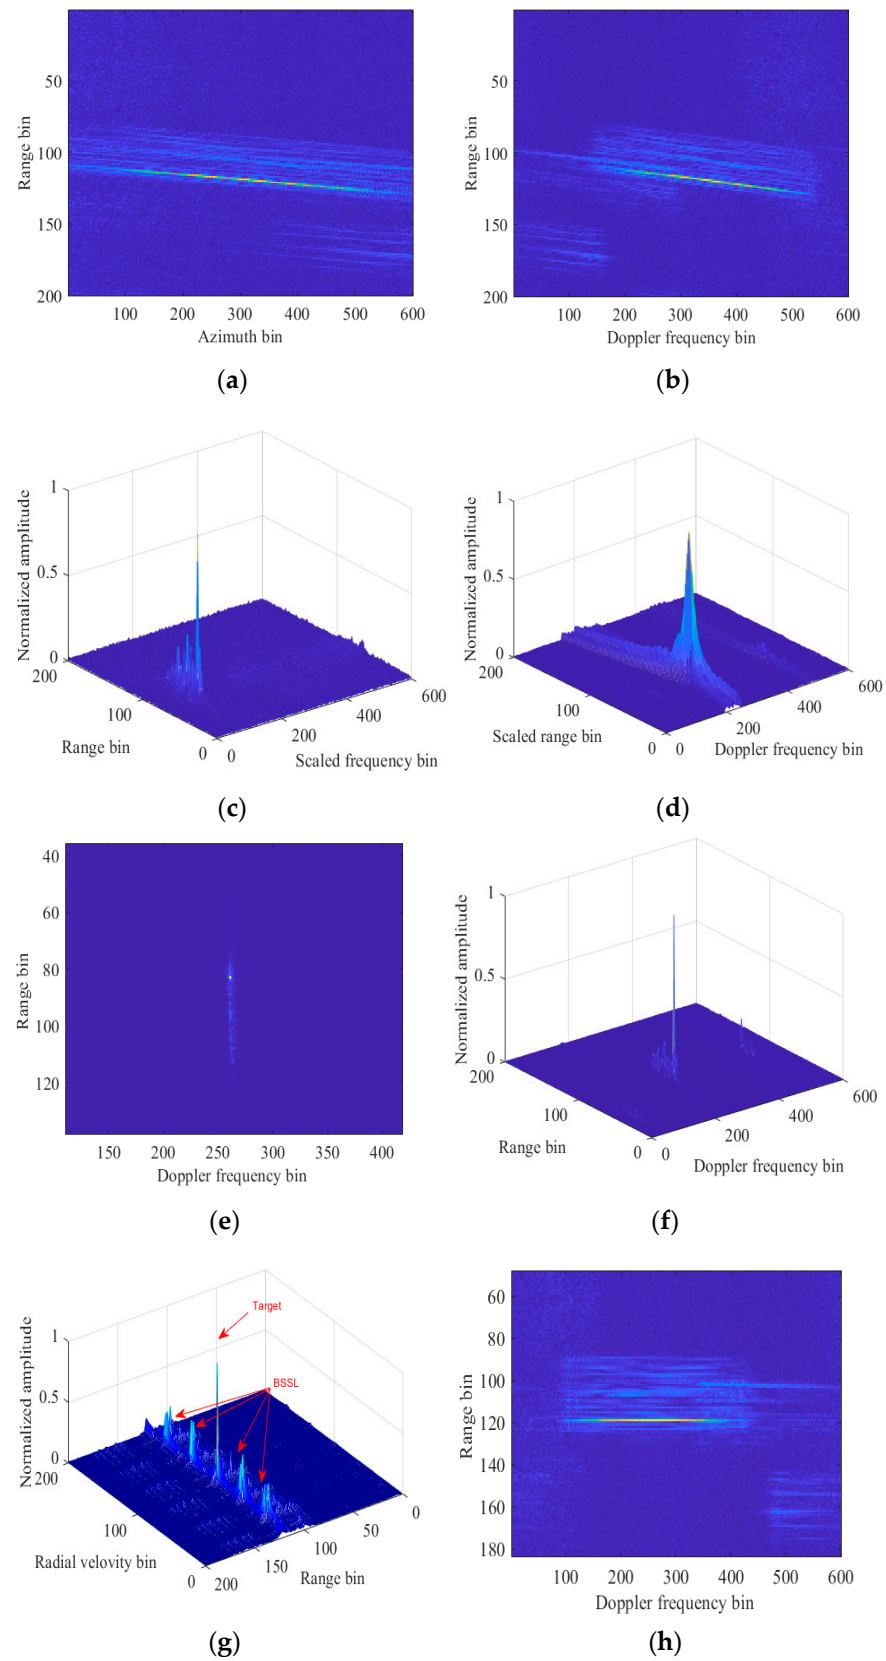 50
100
150
200
Range bin
100 200 300 400 500 600
Azimuth bin
(a)
50
100
150
200
Range bin
100 200 300 400 500 600
Doppler frequency bin
(b)
1
0.5
0
Normalized amplitude
200
100
0
Range bin
0
200
400
600
Scaled frequency bin
(c)
1
0.5
0
Normalized amplitude
200
100
0
Scaled range bin
0
200
400
600
Doppler frequency bin
(d)
40
60
80
100
120
Range bin
150 200 250 300 350 400
Doppler frequency bin
(e)
1
0.5
0
Normalized amplitude
200
100
0
Range bin
0
200
400
600
Doppler frequency bin
(f)
Target
BSSL
1
0.5
0
Normalized amplitude
200
100
0
Radial velovity bin
200
150
100
50
0
Range bin
(g)
40
60
80
100
120
140
160
180
Range bin
100 200 300 400 500 600
Doppler frequency bin
(h)